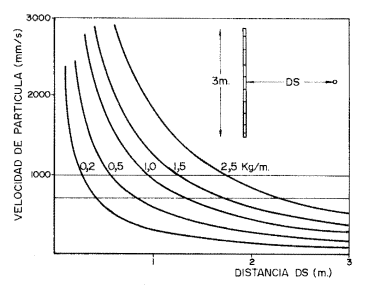 3000
2000
1000
VELOCIDAD DE PARTICULA (mm/s)
3m.
DS
0,2
0,5
1,0
1,5
2,5 Kg/m.
1
2
3
DISTANCIA DS (m.)